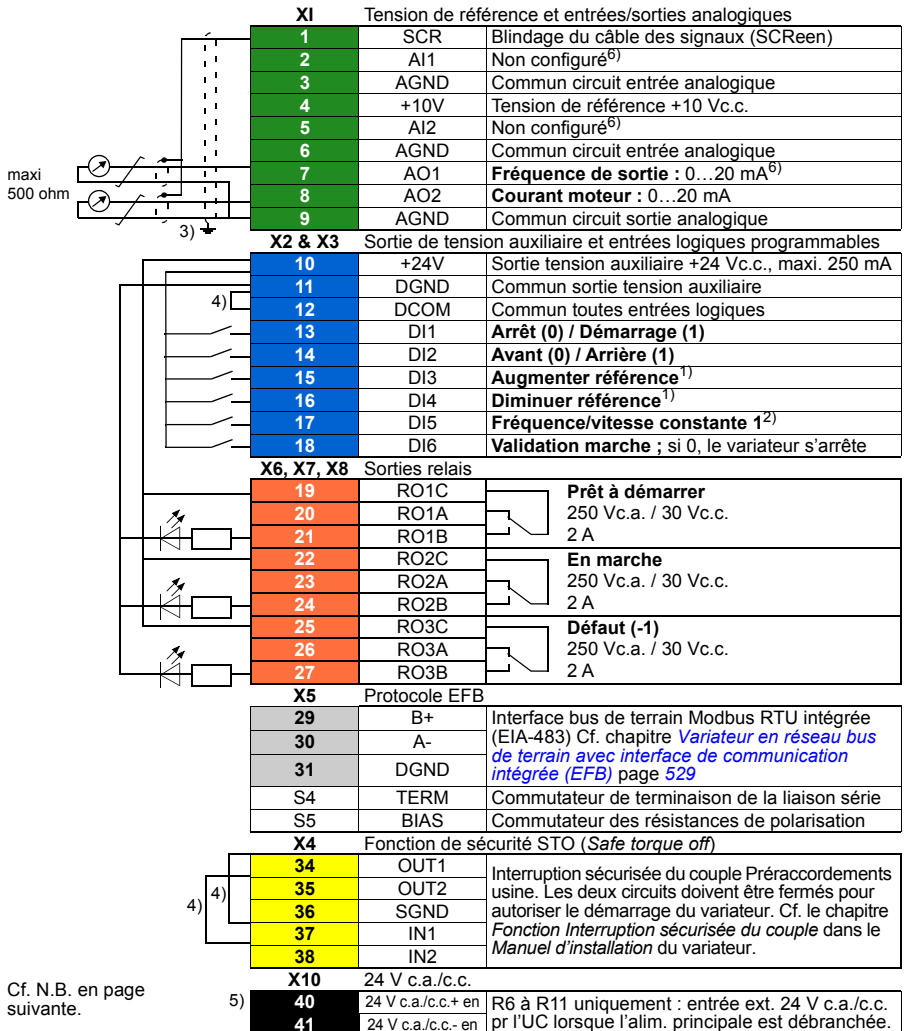 XI Tension de référence et entrées/sorties analogiques
1 SCR Blindage du câble des signaux (SCReen)
2 AI1 Non configuré6)
3 AGND Commun circuit entrée analogique
4 +10V Tension de référence +10 Vc.c.
5 AI2 Non configuré6)
6 AGND Commun circuit entrée analogique
maxi
500 ohm
7 AO1 Fréquence de sortie : 0…20 mA6)
8 AO2 Courant moteur : 0…20 mA
9 AGND Commun circuit sortie analogique
3)
X2 & X3 Sortie de tension auxiliaire et entrées logiques programmables
10 +24V Sortie tension auxiliaire +24 Vc.c., maxi. 250 mA
11 DGND Commun sortie tension auxiliaire
4)
12 DCOM Commun toutes entrées logiques
13 DI1 Arrêt (0) / Démarrage (1)
14 DI2 Avant (0) / Arrière (1)
15 DI3 Augmenter référence1)
16 DI4 Diminuer référence1)
17 DI5 Fréquence/vitesse constante 12)
18 DI6 Validation marche ; si 0, le variateur s’arrête
X6, X7, X8 Sorties relais
19 RO1C Prêt à démarrer
20 RO1A 250 Vc.a. / 30 Vc.c.
21 RO1B 2 A
22 RO2C En marche
23 RO2A 250 Vc.a. / 30 Vc.c.
24 RO2B 2 A
25 RO3C Défaut (-1)
26 RO3A 250 Vc.a. / 30 Vc.c.
27 RO3B 2 A
X5 Protocole EFB
29 B+ Interface bus de terrain Modbus RTU intégrée
30 A- (EIA-483) Cf. chapitre Variateur en réseau bus
de terrain avec interface de communication
31 DGND intégrée (EFB) page 529
S4 TERM Commutateur de terminaison de la liaison série
S5 BIAS Commutateur des résistances de polarisation
X4 Fonction de sécurité STO (Safe torque off)
34 OUT1 Interruption sécurisée du couple Préraccordements
35 OUT2 usine. Les deux circuits doivent être fermés pour
4) 4) 36 SGND autoriser le démarrage du variateur. Cf. le chapitre
37 IN1 Fonction Interruption sécurisée du couple dans le
38 IN2 Manuel d’installation du variateur.
X10 24 V c.a./c.c.
Cf. N.B. en page
suivante.
5) 40 24 V c.a./c.c.+ en R6 à R11 uniquement : entrée ext. 24 V c.a./c.c.
41 24 V c.a./c.c.- en pr l’UC lorsque l’alim. principale est débranchée.